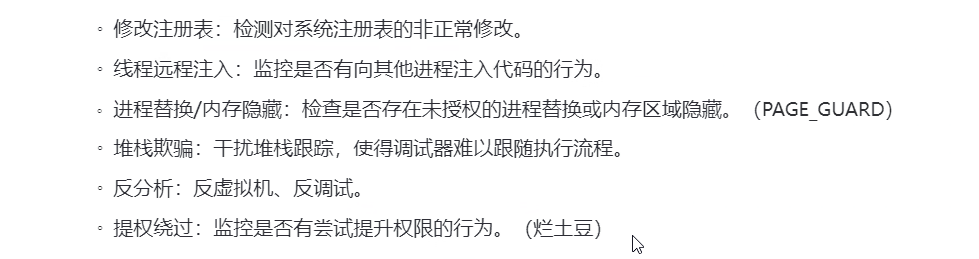 ◦ 修改注册表：检测对系统注册表的非正常修改。
◦ 线程远程注入：监控是否有向其他进程注入代码的行为。
◦ 进程替换/内存隐藏：检查是否存在未授权的进程替换或内存区域隐藏。（PAGE_GUARD）
◦ 堆栈欺骗：干扰堆栈跟踪，使得调试器难以跟随执行流程。
◦ 反分析：反虚拟机、反调试。
◦ 提权绕过：监控是否有尝试提升权限的行为。（烂土豆）